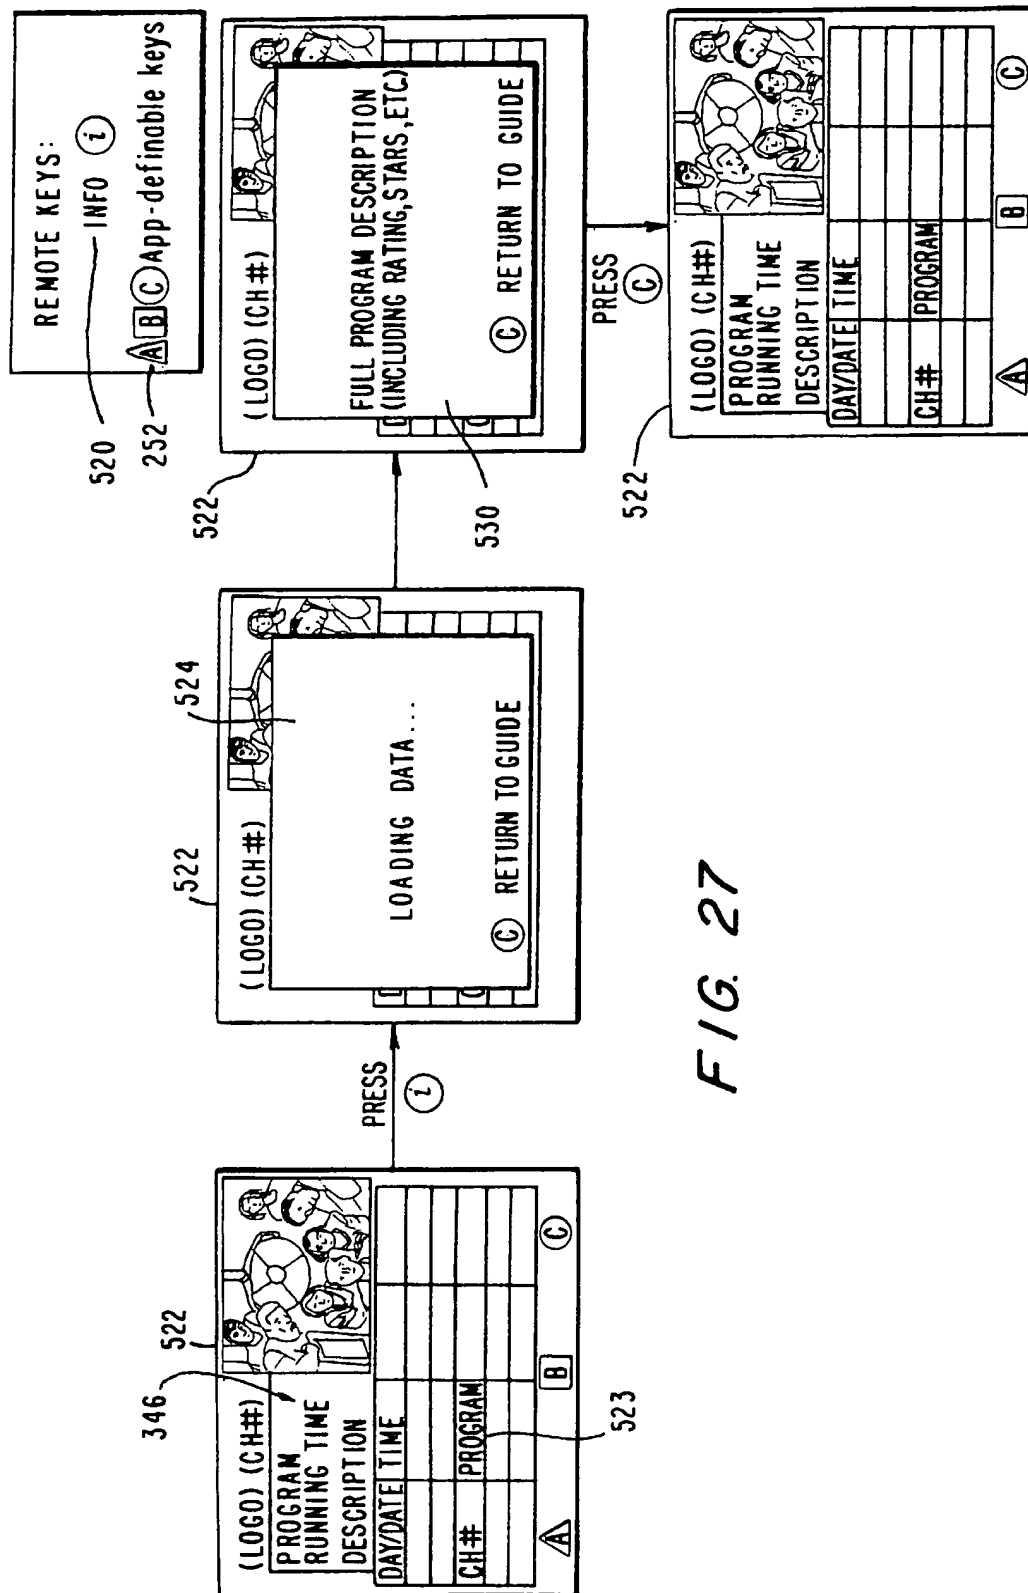 REMOTE KEYS:
520
INFO i
252
A B C App-definable keys
346
522
(LOGO) (CH#)
PROGRAM
RUNNING TIME
DESCRIPTION
DAY/DATE TIME
CH# PROGRAM
523
A B C
PRESS
i
522
524
(LOGO) (CH#)
LOADING DATA...
C RETURN TO GUIDE
522
(LOGO) (CH#)
FULL PROGRAM DESCRIPTION
(INCLUDING RATING, STARS, ETC)
C RETURN TO GUIDE
530
PRESS
C
522
(LOGO) (CH#)
PROGRAM
RUNNING TIME
DESCRIPTION
DAY/DATE TIME
CH# PROGRAM
A B C
FIG. 27